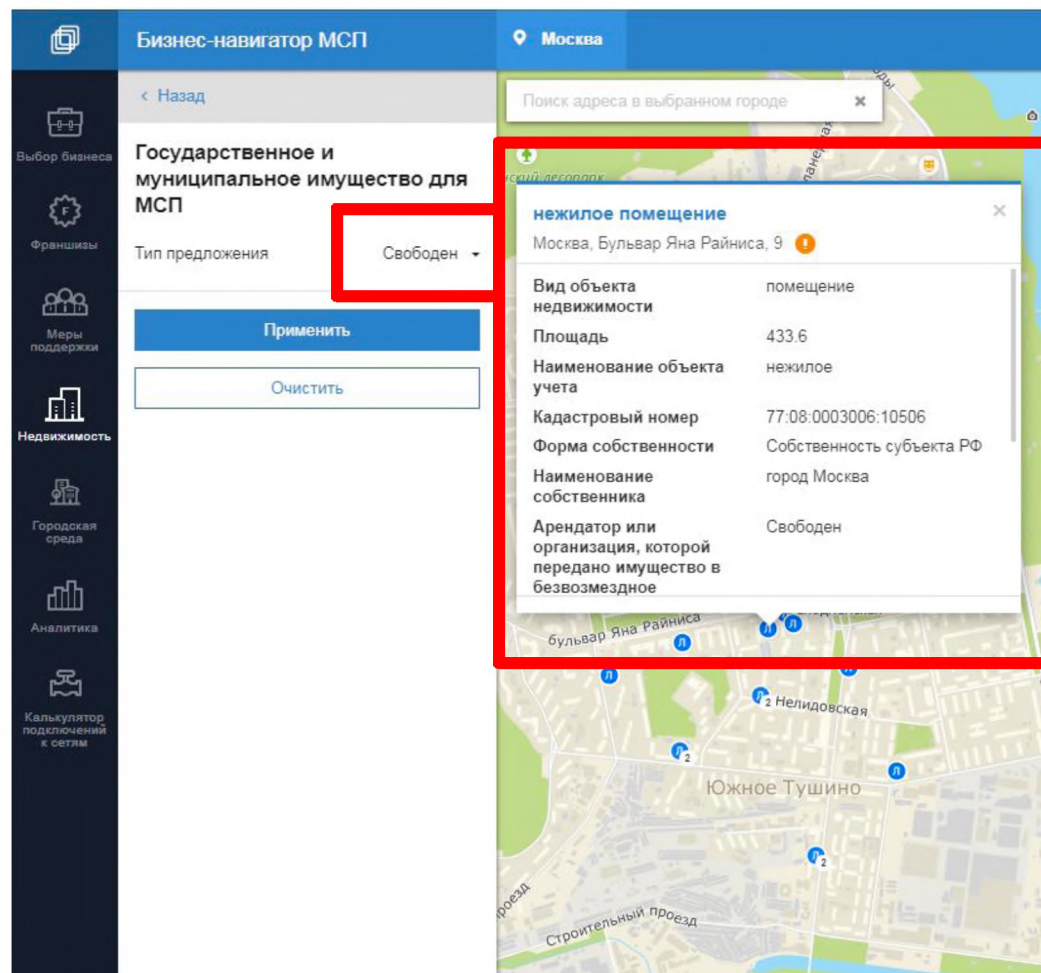 Бизнес-навигатор МСП
Москва
Назад
Поиск адреса в выбранном городе
Выбор бизнеса
Франшизы
Меры
поддержки
Недвижимость
Городская
среда
Аналитика
Калькулятор
подключений
к сетям
Государственное и
муниципальное имущество для
МСП
Тип предложения
Свободен
Применить
Очистить
нежилое помещение
Москва, Бульвар Яна Райниса, 9
Вид объекта
недвижимости
помещение
Площадь
433.6
Наименование объекта
учета
нежилое
Кадастровый номер
77:08:0003006:10506
Форма собственности
Собственность субъекта РФ
Наименование
собственника
город Москва
Арендатор или
организация, которой
передано имущество в
безвозмездное
Свободен
бульвар Яна Райниса
Л
Л
Л
Л
Л 2
Нелидовская
Л 2
Л
Южное Тушино
Л 2
проезд
Строительный проезд